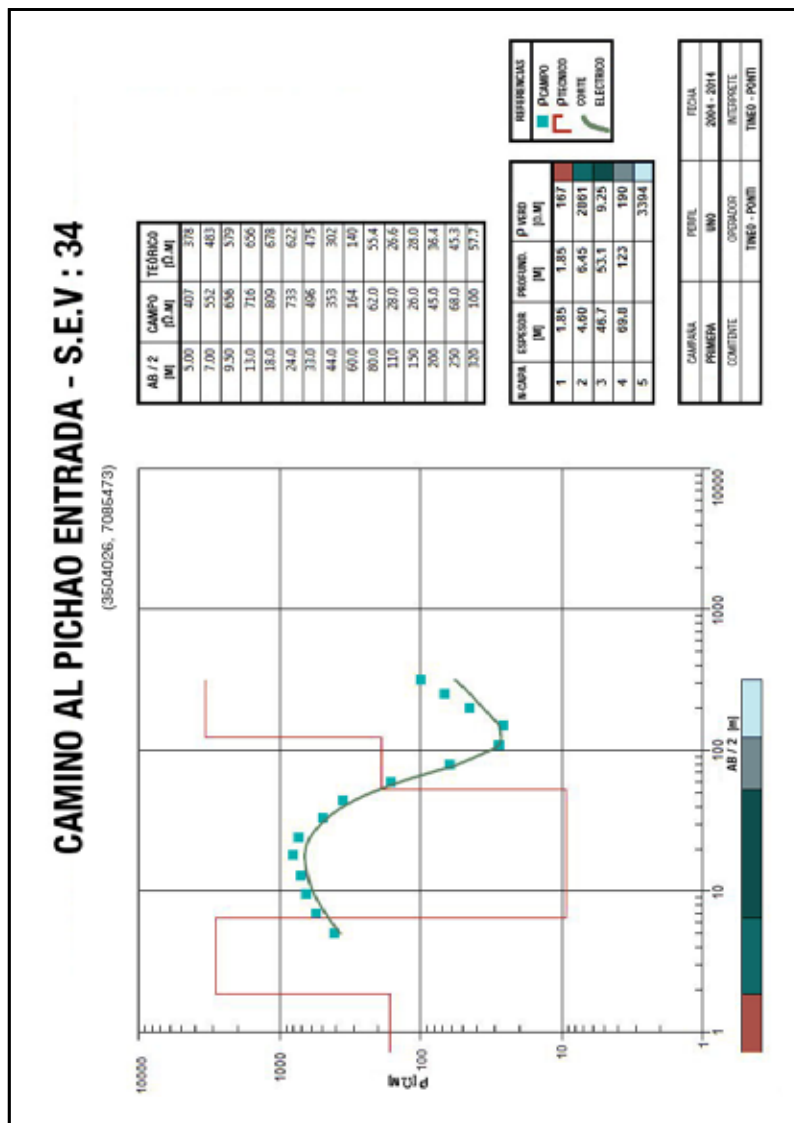 CAMINO AL PICHAO ENTRADA - S.E.V : 34
(3504026, 7085473)
10000
1000
100
10
1
ρ [Ω.M]
1 10 100 1000 10000
AB / 2 [m]
AB / 2 [M] CAMPO [Ω.M] TEÓRICO [Ω.M]
5.00 407 378
7.00 552 483
9.50 656 579
13.0 716 656
18.0 809 678
24.0 733 622
33.0 496 475
44.0 353 302
60.0 164 140
80.0 62.0 55.4
110 28.0 26.6
150 26.0 28.0
200 45.0 36.4
250 68.0 45.3
320 100 57.7
N-CAPA ESPESOR [M] PROFUND. [M] ρ VERD [Ω.M]
1 1.85 1.85 167
2 4.60 6.45 2861
3 46.7 53.1 9.25
4 69.8 123 190
5 3394
REFERENCIAS
ρCAMPO
ρTECNICO
CORTE
ELECTRICO
CAMPAÑA PERFIL FECHA
PRIMERA UNO 2004 - 2014
COMITENTE OPERADOR INTERPRETE
TINEO - PONTI TINEO - PONTI